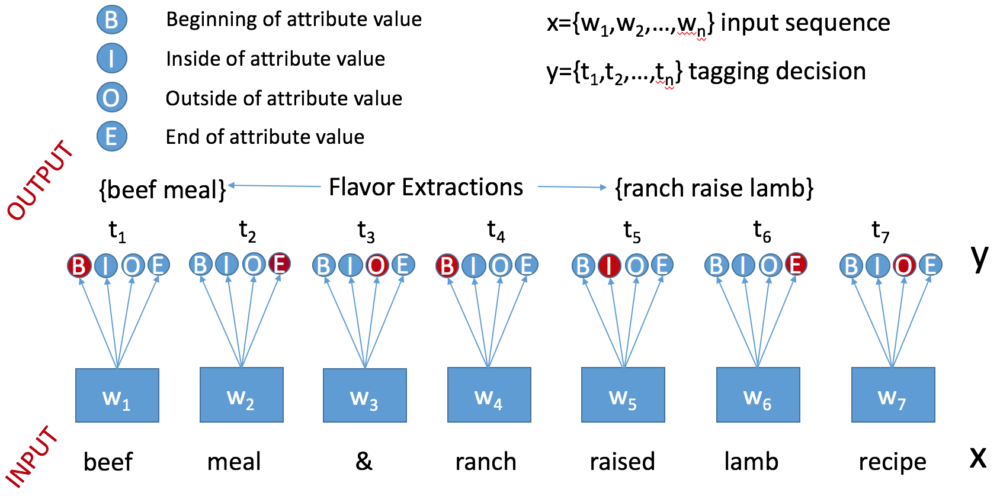 B Beginning of attribute value
I Inside of attribute value
O Outside of attribute value
E End of attribute value
x={w1,w2,...,wn} input sequence
y={t1,t2,...,tn} tagging decision
OUTPUT
{beef meal} Flavor Extractions {ranch raise lamb}
t1 t2 t3 t4 t5 t6 t7
B I O E B I O E B I O E B I O E B I O E B I O E B I O E y
w1 w2 w3 w4 w5 w6 w7
INPUT
beef meal & ranch raised lamb recipe x